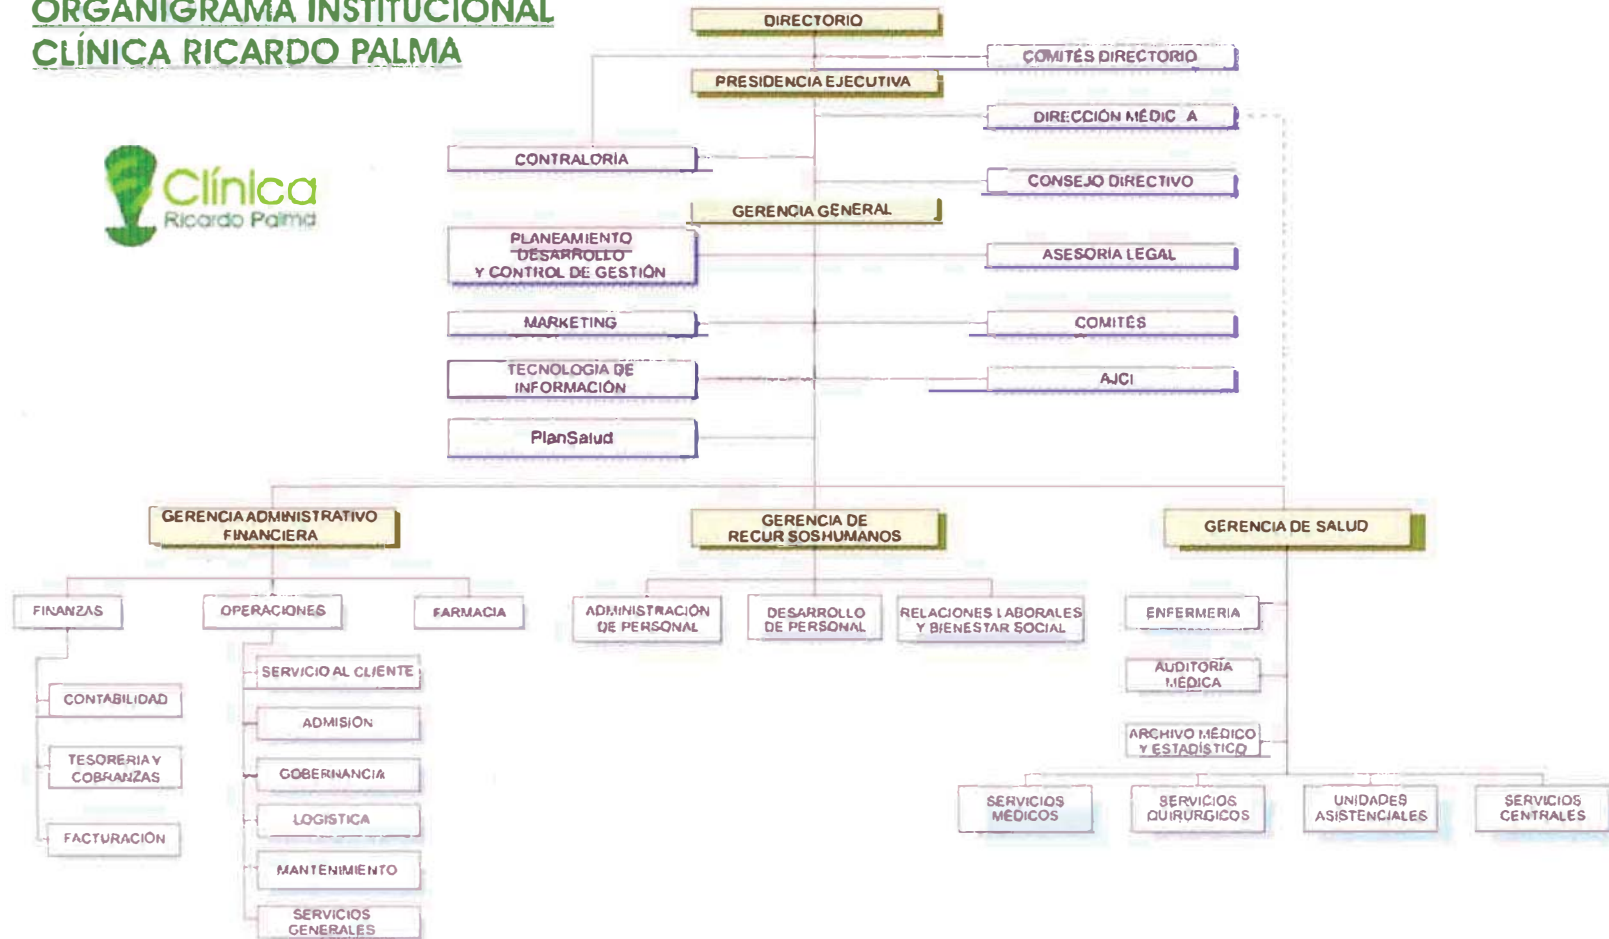 ORGANIGRAMA INSTITUCIONAL
CLÍNICA RICARDO PALMA
Clínica
Ricardo Palma
DIRECTORIO
COMITÉS DIRECTORIO
PRESIDENCIA EJECUTIVA
DIRECCIÓN MÉDIC A
CONTRALORÍA
CONSEJO DIRECTIVO
GERENCIA GENERAL
PLANEAMIENTO
DESARROLLO
Y CONTROL DE GESTIÓN
ASESORÍA LEGAL
MARKETING
COMITÉS
TECNOLOGIA DE
INFORMACIÓN
AJCI
PlanSalud
GERENCIA ADMINISTRATIVO
FINANCIERA
GERENCIA DE
RECUR SOSHUMANOS
GERENCIA DE SALUD
FINANZAS
OPERACIONES
FARMACIA
ADMINISTRACIÓN
DE PERSONAL
DESARROLLO
DE PERSONAL
RELACIONES LABORALES
Y BIENESTAR SOCIAL
ENFERMERIA
SERVICIO AL CLIENTE
AUDITORÍA
MÉDICA
CONTABILIDAD
ADMISIÓN
ARCHIVO MÉDICO
Y ESTADÍSTICO
TESORERIA Y
COBRANZAS
GOBERNANCIA
LOGISTICA
SERVICIOS
MÉDICOS
SERVICIOS
QUIRÚRGICOS
UNIDADES
ASISTENCIALES
SERVICIOS
CENTRALES
FACTURACIÓN
MANTENIMIENTO
SERVICIOS
GENERALES